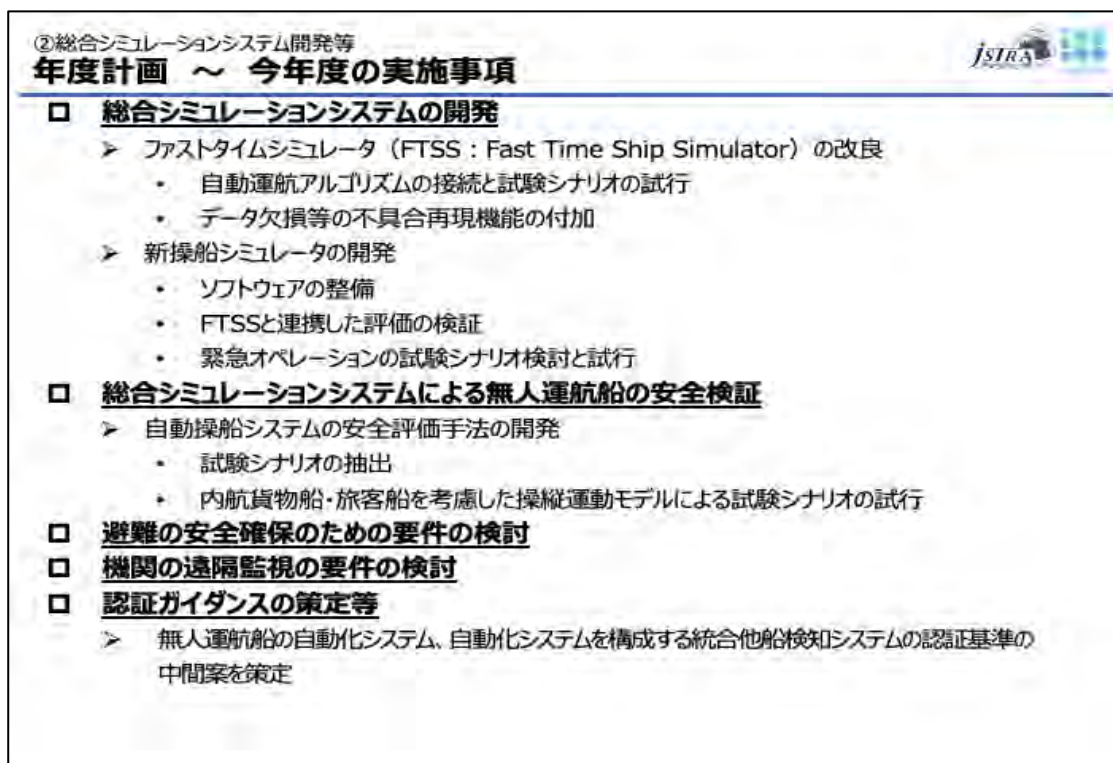 ②総合シミュレーションシステム開発等
年度計画 ～ 今年度の実施事項
jSTRA
□ 総合シミュレーションシステムの開発
➢ ファストタイムシミュレータ（FTSS：Fast Time Ship Simulator）の改良
・ 自動運航アルゴリズムの接続と試験シナリオの試行
・ データ欠損等の不具合再現機能の付加
➢ 新操船シミュレータの開発
・ ソフトウェアの整備
・ FTSSと連携した評価の検証
・ 緊急オペレーションの試験シナリオ検討と試行
□ 総合シミュレーションシステムによる無人運航船の安全検証
➢ 自動操船システムの安全評価手法の開発
・ 試験シナリオの抽出
・ 内航貨物船・旅客船を考慮した操縦運動モデルによる試験シナリオの試行
□ 避難の安全確保のための要件の検討
□ 機関の遠隔監視の要件の検討
□ 認証ガイダンスの策定等
➢ 無人運航船の自動化システム、自動化システムを構成する統合他船検知システムの認証基準の
中間案を策定